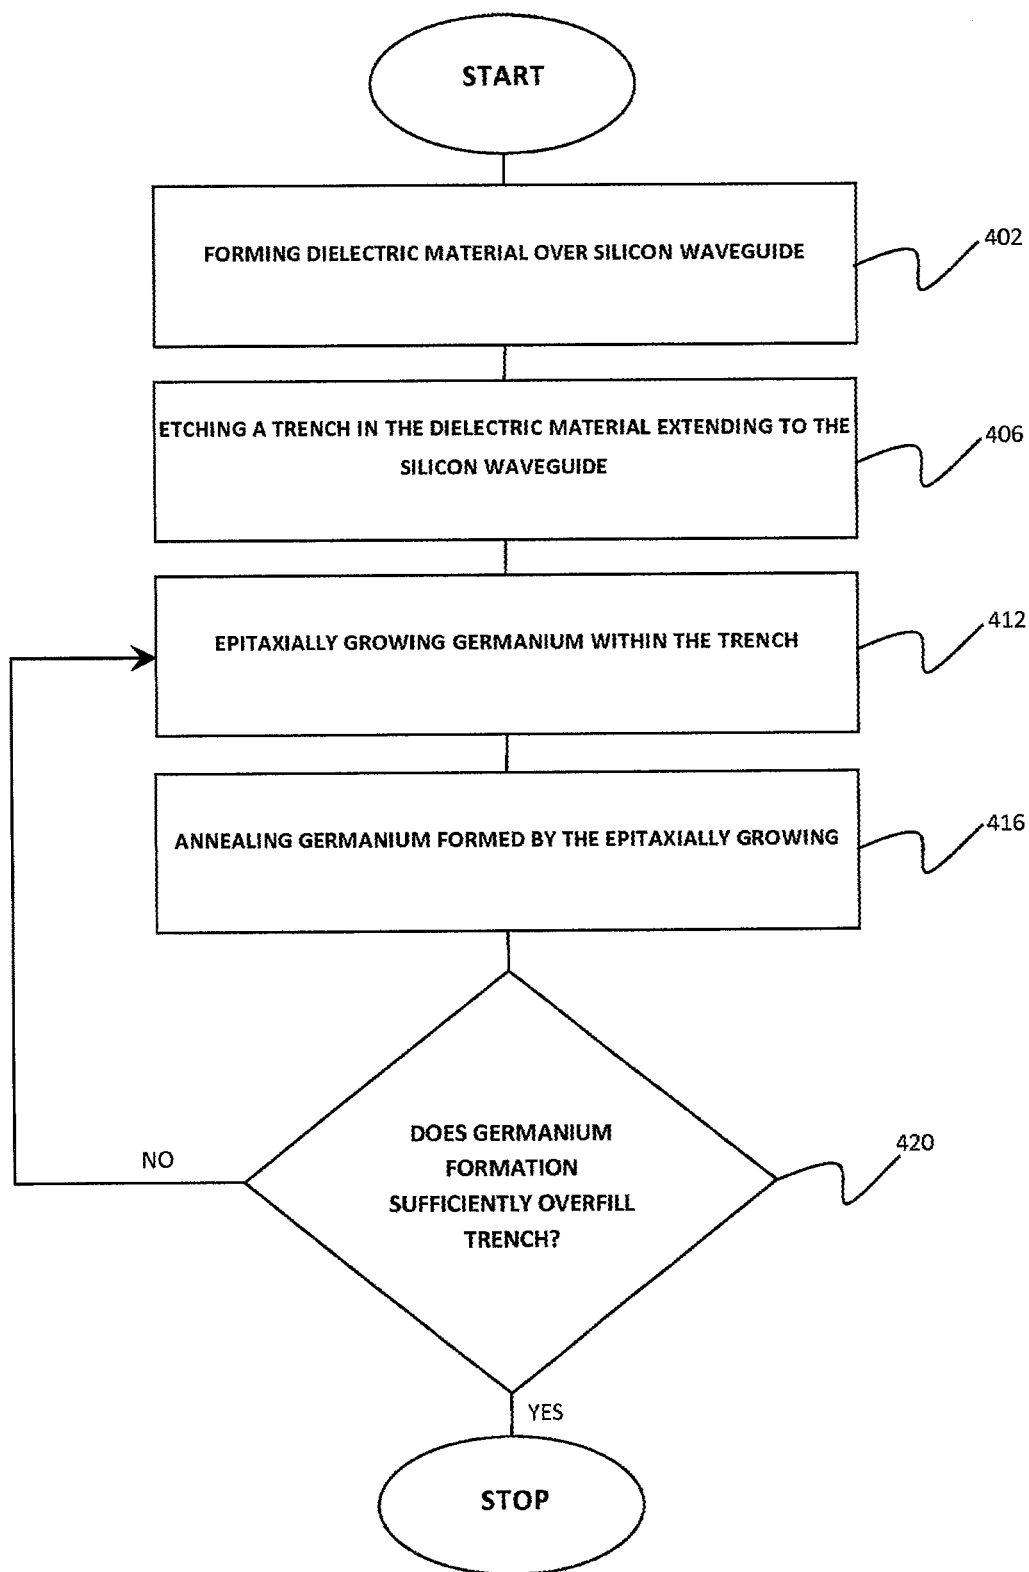 START
FORMING DIELECTRIC MATERIAL OVER SILICON WAVEGUIDE
402
ETCHING A TRENCH IN THE DIELECTRIC MATERIAL EXTENDING TO THE
SILICON WAVEGUIDE
406
EPITAXIALLY GROWING GERMANIUM WITHIN THE TRENCH
412
ANNEALING GERMANIUM FORMED BY THE EPITAXIALLY GROWING
416
DOES GERMANIUM
FORMATION
SUFFICIENTLY OVERFILL
TRENCH?
420
NO
YES
STOP